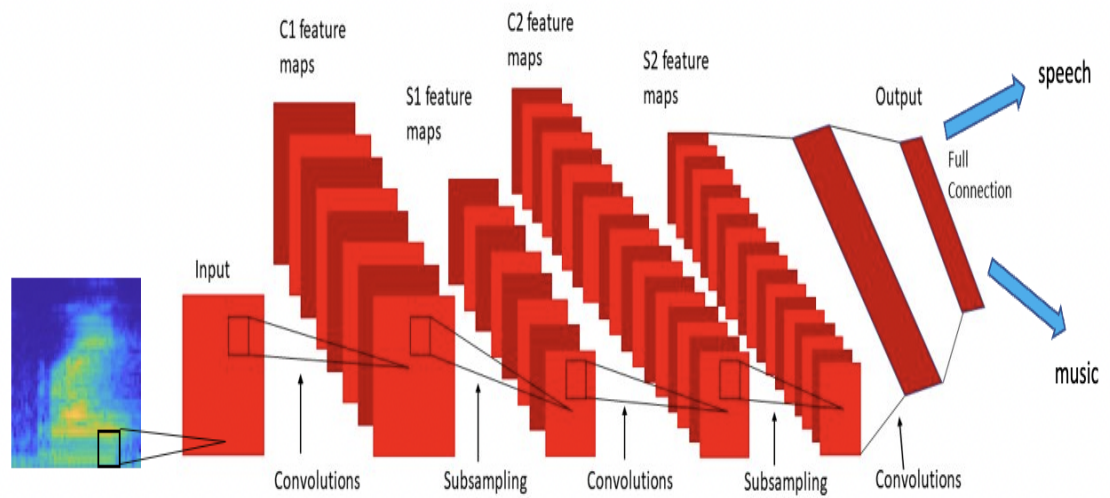 C1 feature
maps
S1 feature
maps
C2 feature
maps
S2 feature
maps
Output
speech
Full
Connection
Input
music
Convolutions
Subsampling
Convolutions
Subsampling
Convolutions